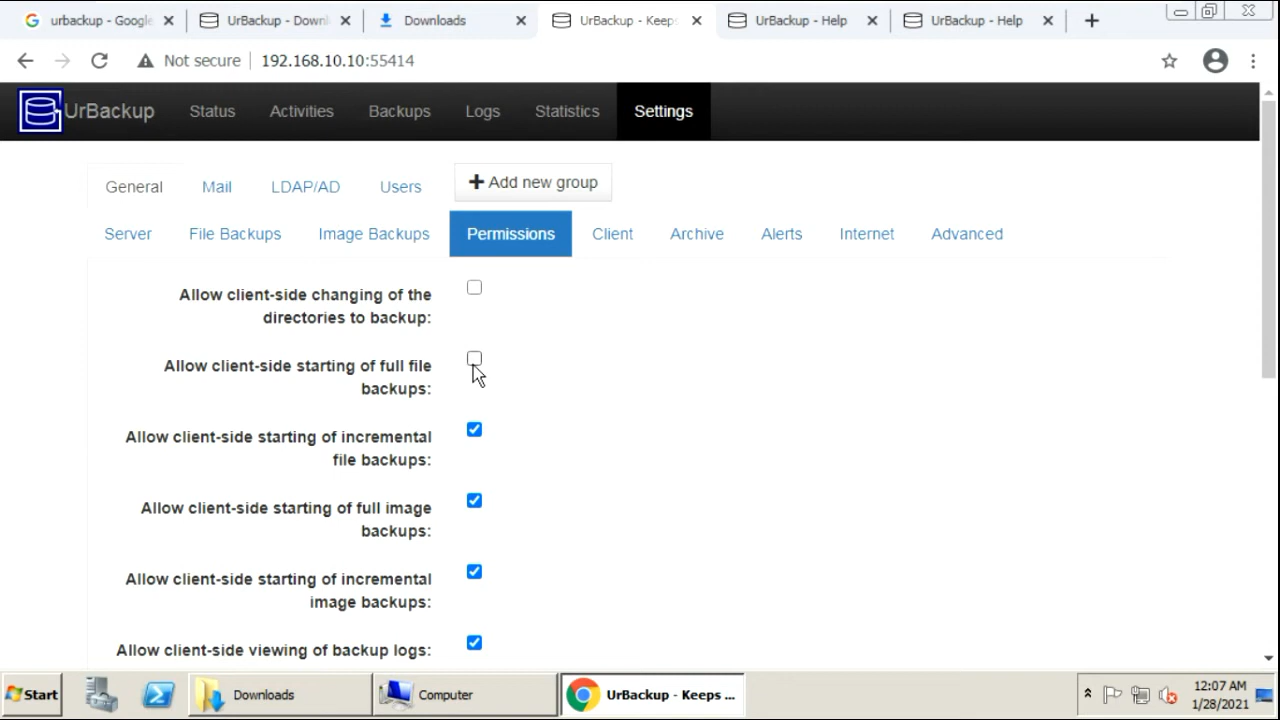 urbackup - Google
UrBackup - Downl
Downloads
UrBackup - Keeps
UrBackup - Help
UrBackup - Help
Not secure
192.168.10.10:55414
UrBackup
Status
Activities
Backups
Logs
Statistics
Settings
General
Mail
LDAP/AD
Users
Add new group
Server
File Backups
Image Backups
Permissions
Client
Archive
Alerts
Internet
Advanced
Allow client-side changing of the
directories to backup:
Allow client-side starting of full file
backups:
Allow client-side starting of incremental
file backups:
Allow client-side starting of full image
backups:
Allow client-side starting of incremental
image backups:
Allow client-side viewing of backup logs:
Start
Downloads
Computer
UrBackup - Keeps ...
12:07 AM
1/28/2021